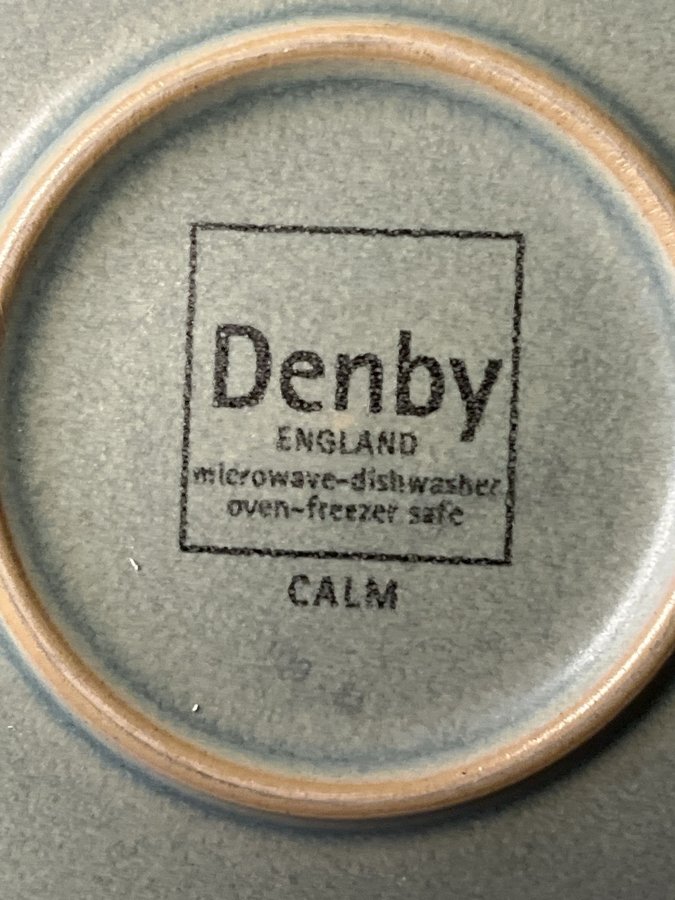 Denby
ENGLAND
microwave-dishwasher
oven-freezer safe
CALM